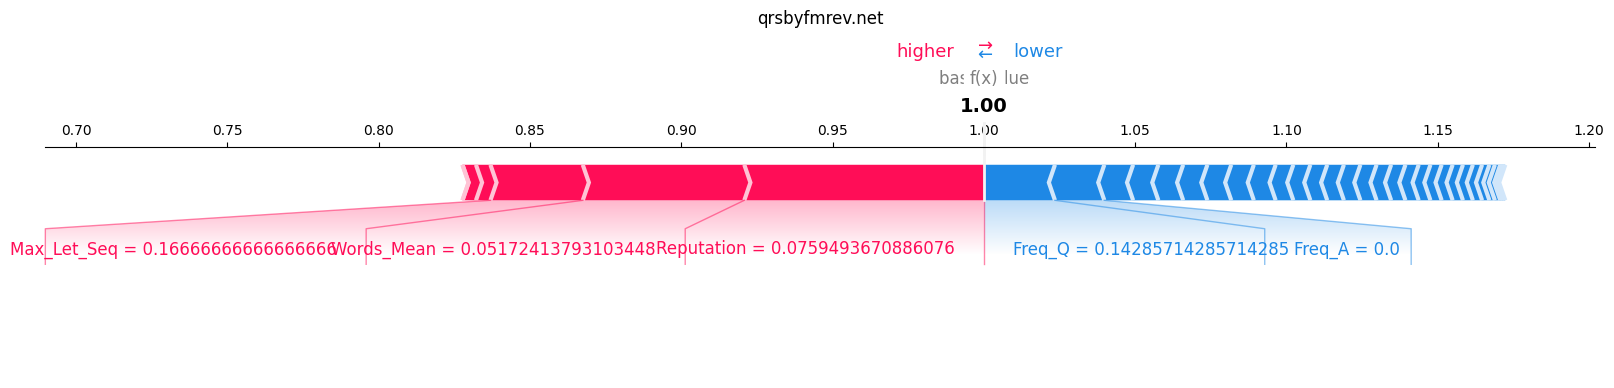 qrsbyfmrev.net
higher ⇄ lower
bas f(x) lue
1.00
0.70 0.75 0.80 0.85 0.90 0.95 1.00 1.05 1.10 1.15 1.20
Max_Let_Seq = 0.16666666666666666 Words_Mean = 0.05172413793103448 Reputation = 0.0759493670886076 Freq_Q = 0.14285714285714285 Freq_A = 0.0